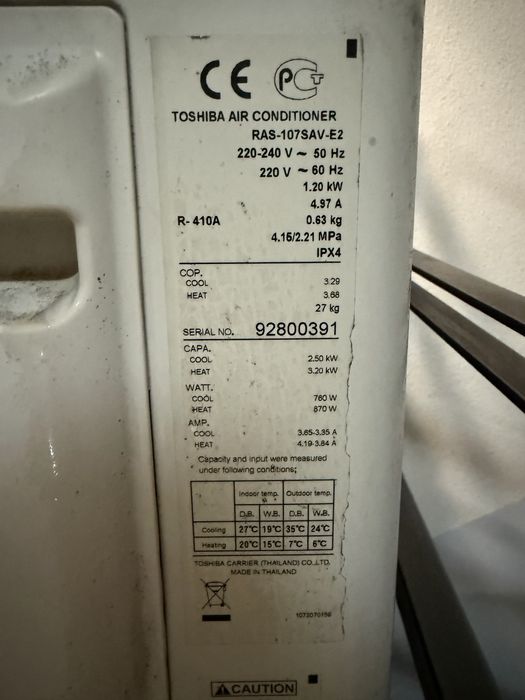 CE PCT
TOSHIBA AIR CONDITIONER
RAS-107SAV-E2
220-240 V ~ 50 Hz
220 V ~ 60 Hz
1.20 kW
4.97 A
R-410A 0.63 kg
4.15/2.21 MPa
IPX4
COP.
COOL 3.29
HEAT 3.68
27 kg
SERIAL NO. 92800391
CAPA.
COOL 2.50 kW
HEAT 3.20 kW
WATT.
COOL 760 W
HEAT 870 W
AMP.
COOL 3.65-3.35 A
HEAT 4.19-3.84 A
Capacity and input were measured
under following conditions;
Indoor temp. Outdoor temp.
D.B. W.B. D.B. W.B.
Cooling 27°C 19°C 35°C 24°C
Heating 20°C 15°C 7°C 6°C
TOSHIBA CARRIER (THAILAND) CO.,LTD.
MADE IN THAILAND
1072070156
CAUTION